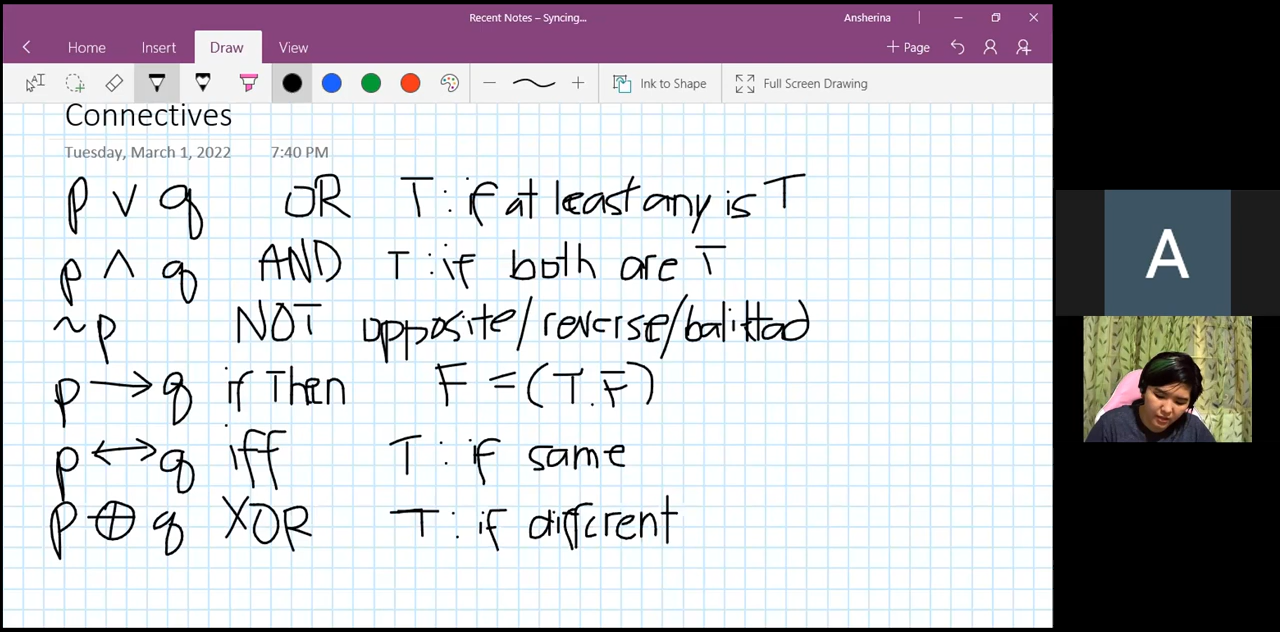 Recent Notes – Syncing...
Ansherina
Home Insert Draw View
Page
Ink to Shape Full Screen Drawing
Connectives
Tuesday, March 1, 2022 7:40 PM
p ∨ q OR T : if at least any is T
p ∧ q AND T : if both are T
~p NOT opposite/reverse/baliktad
p → q if Then F = (T.F)
p ↔ q iff T : if same
p ⊕ q XOR T : if different
A